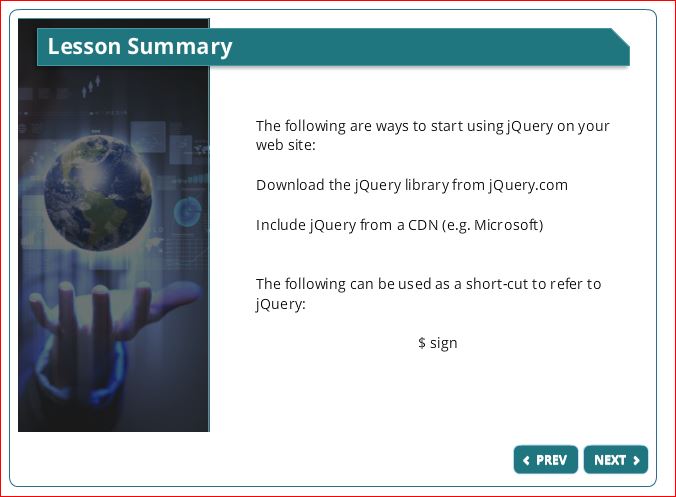 Lesson Summary
The following are ways to start using jQuery on your
web site:
Download the jQuery library from jQuery.com
Include jQuery from a CDN (e.g. Microsoft)
The following can be used as a short-cut to refer to
jQuery:
$ sign
PREV
NEXT